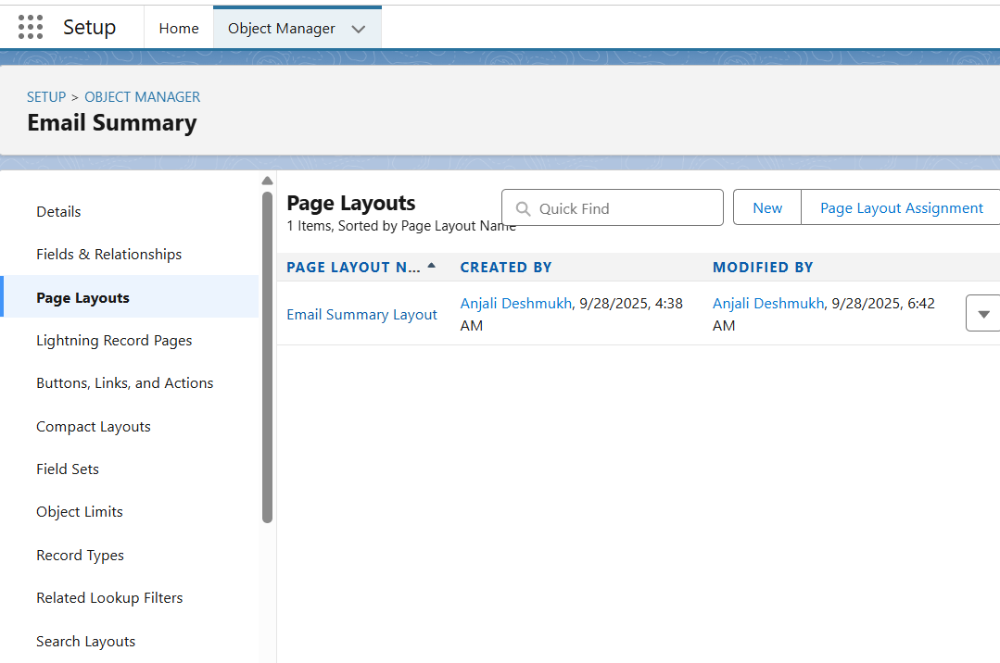 Setup
Home
Object Manager
SETUP > OBJECT MANAGER
Email Summary
Details
Fields & Relationships
Page Layouts
Lightning Record Pages
Buttons, Links, and Actions
Compact Layouts
Field Sets
Object Limits
Record Types
Related Lookup Filters
Search Layouts
Page Layouts
1 Items, Sorted by Page Layout Name
Quick Find
New
Page Layout Assignment
PAGE LAYOUT N... CREATED BY MODIFIED BY
Email Summary Layout
Anjali Deshmukh, 9/28/2025, 4:38
AM
Anjali Deshmukh, 9/28/2025, 6:42
AM